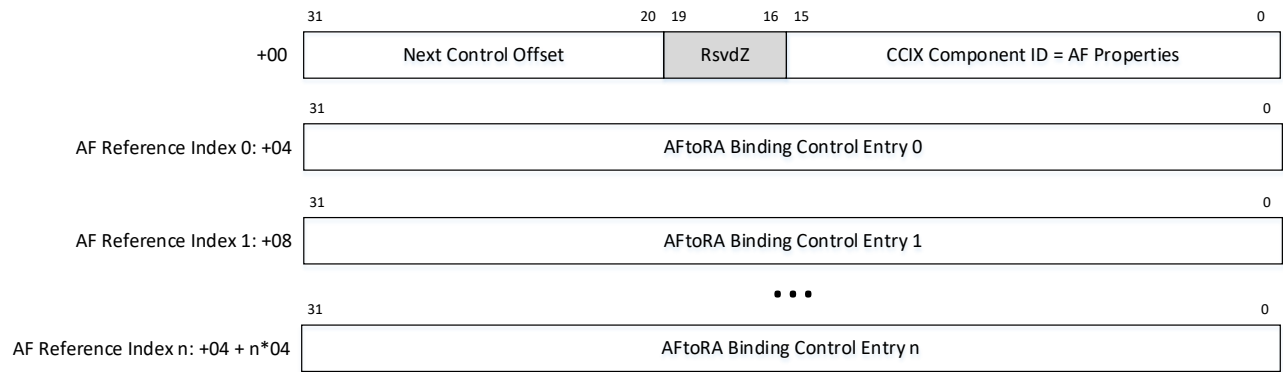 31 20 19 16 15 0
+00 Next Control Offset RsvdZ CCIX Component ID = AF Properties
31 0
AF Reference Index 0: +04 AFtoRA Binding Control Entry 0
31 0
AF Reference Index 1: +08 AFtoRA Binding Control Entry 1
...
31 0
AF Reference Index n: +04 + n*04 AFtoRA Binding Control Entry n